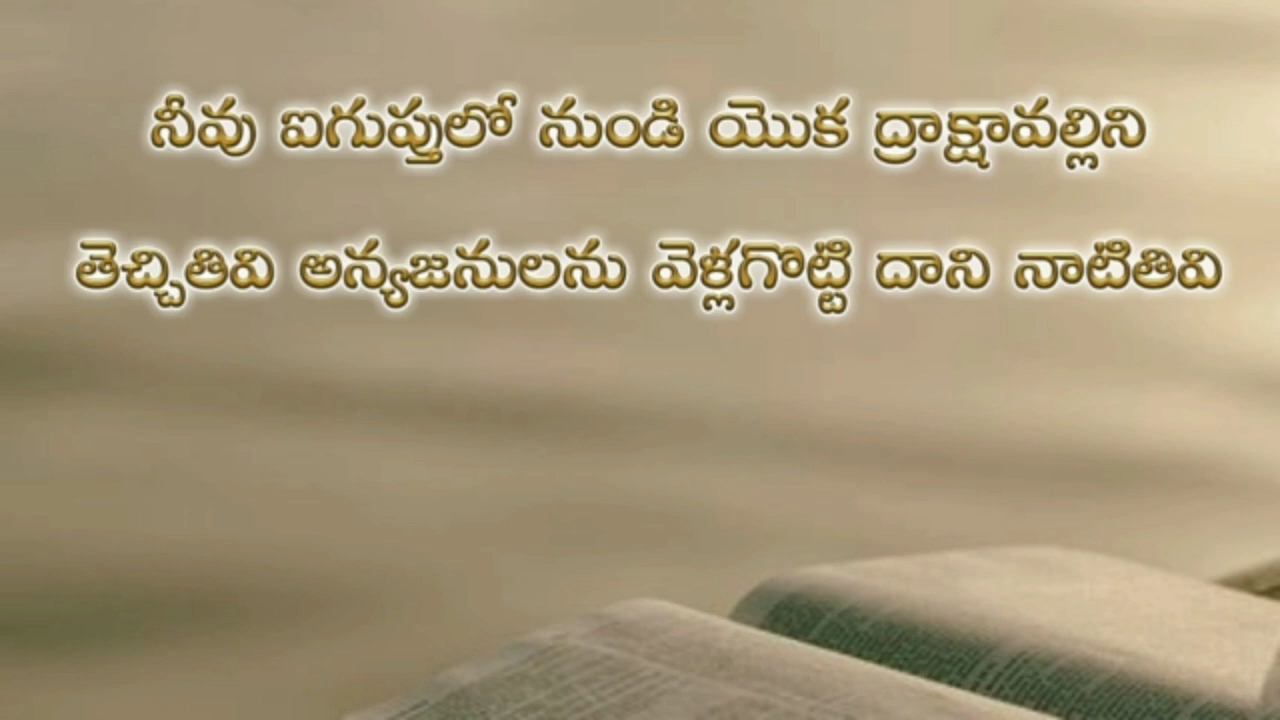 నీవు ఐగుప్తులో నుండి యొక ద్రాక్షావల్లిని
తెచ్చితివి అన్యజనులను వెళ్లగొట్టి దాని నాటితివి